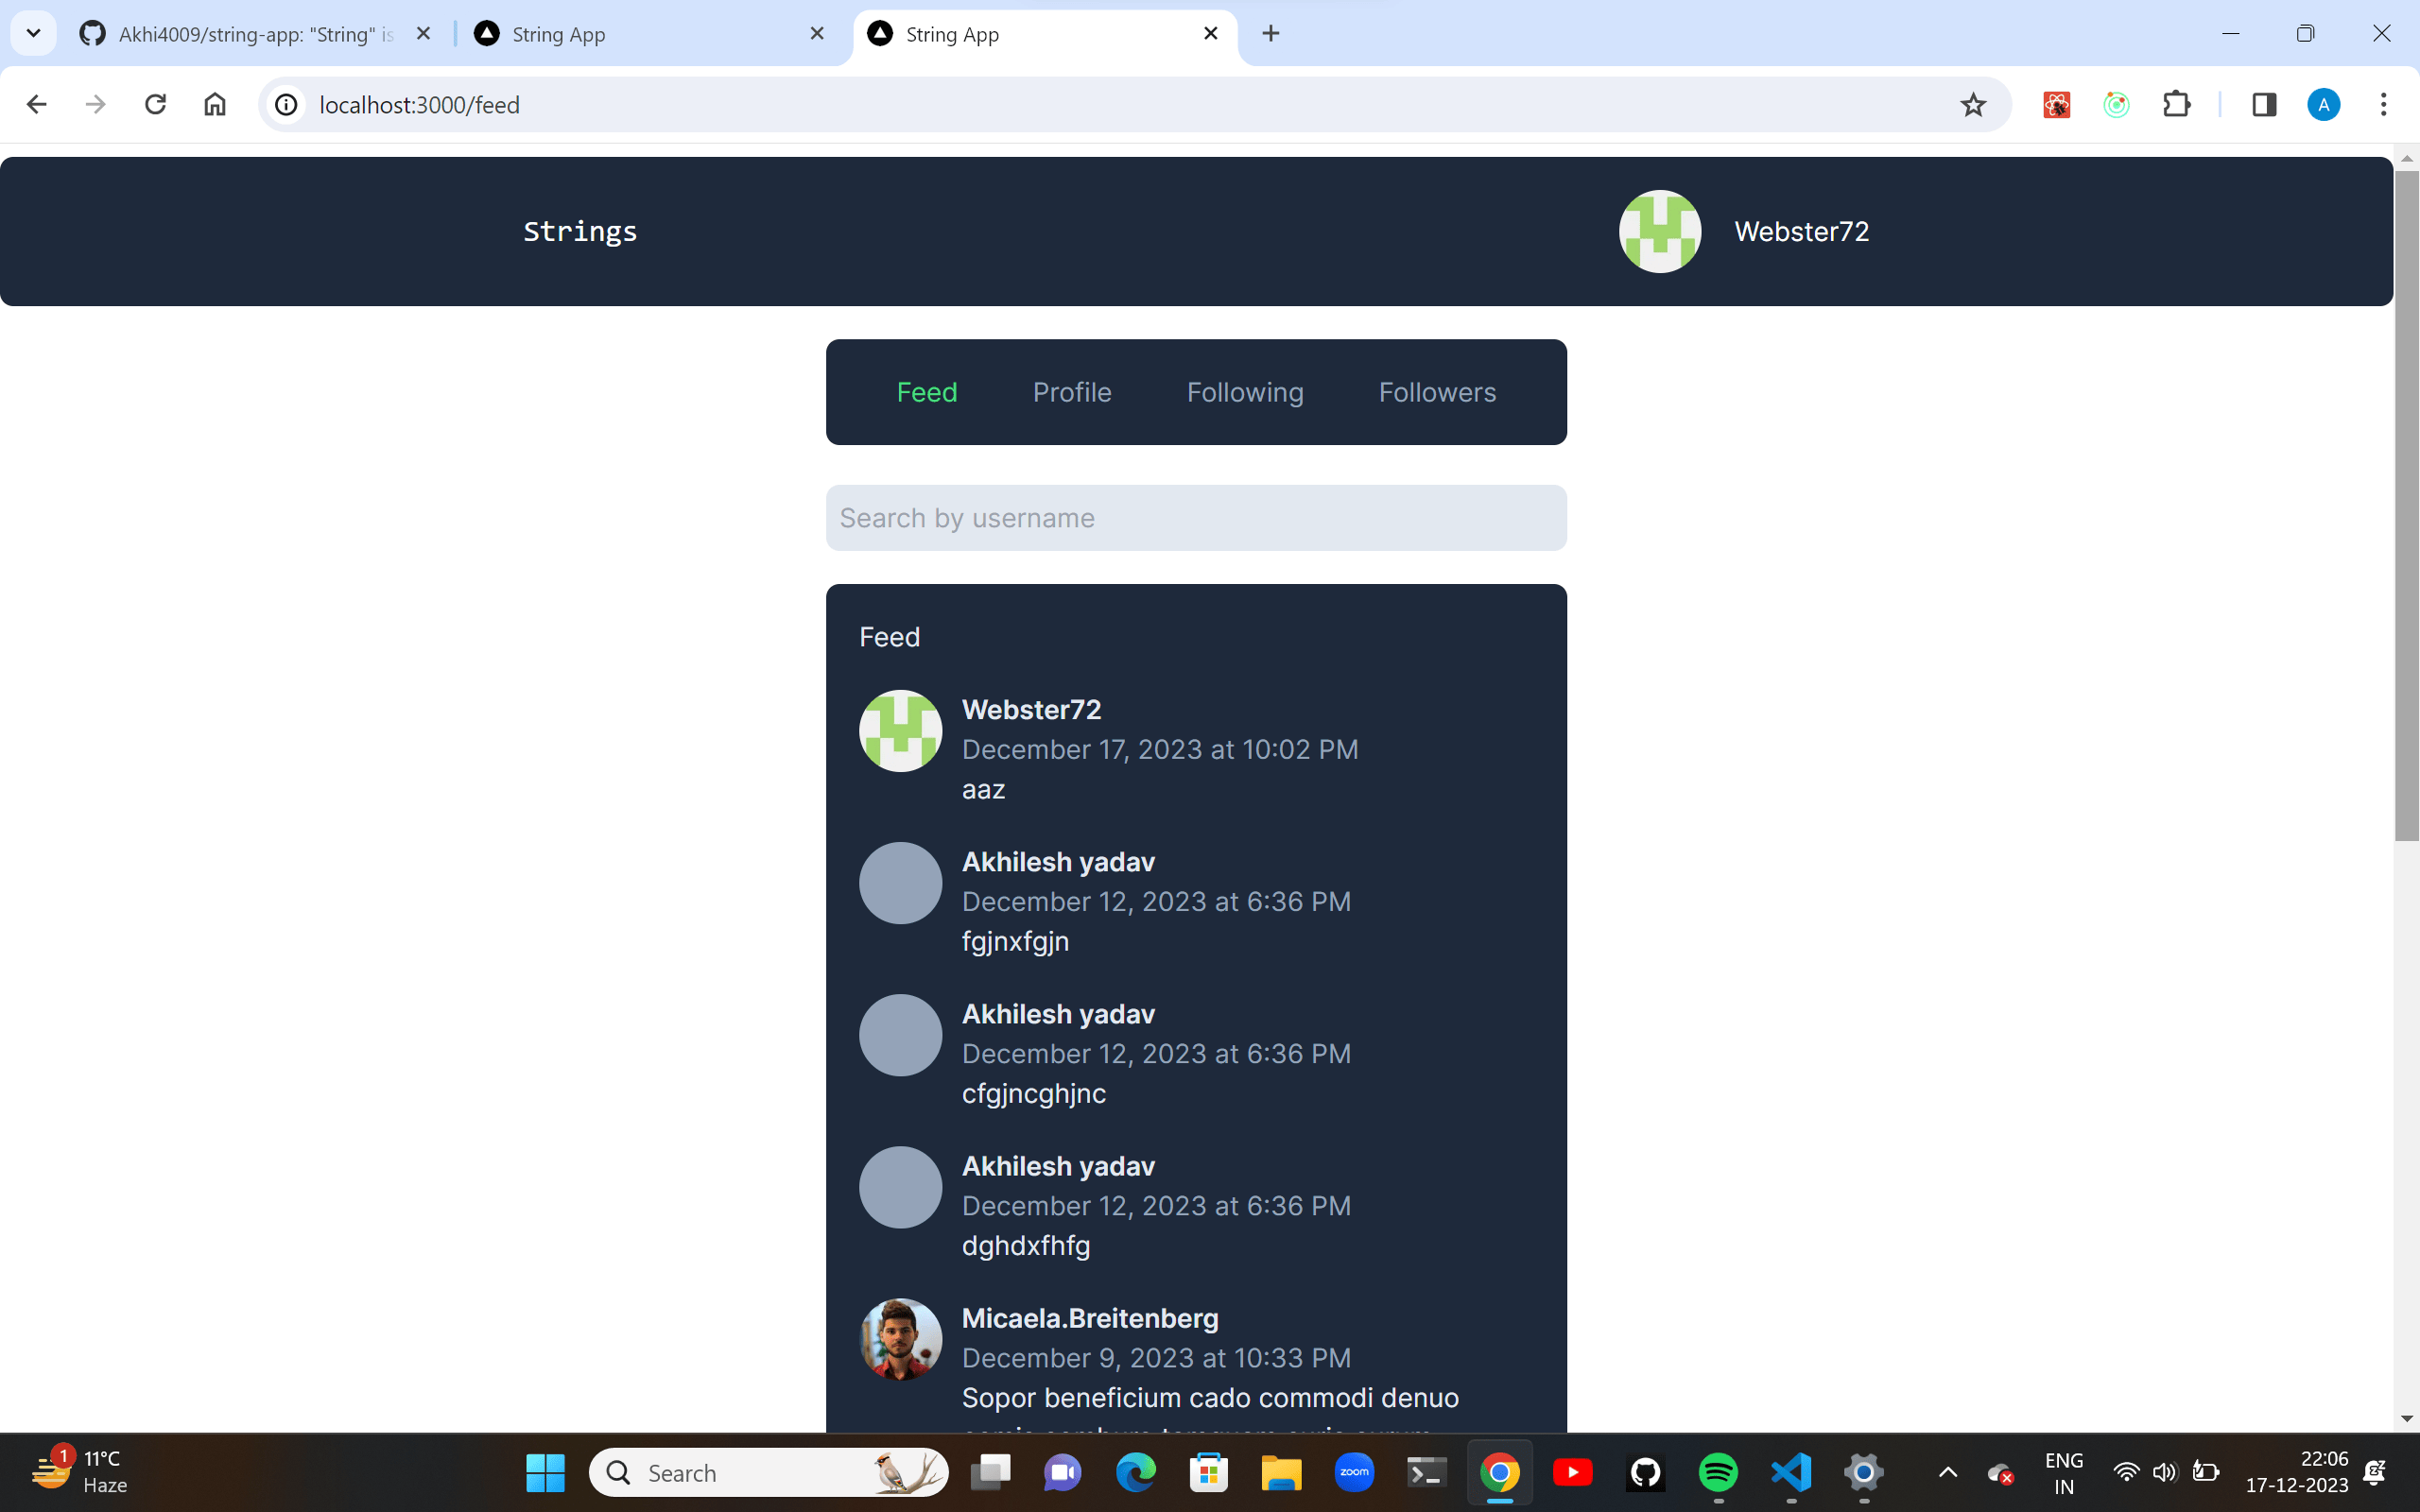 Akhi4009/string-app: "String" is
String App
String App
localhost:3000/feed
A
Strings
Webster72
Feed
Profile
Following
Followers
Search by username
Feed
Webster72
December 17, 2023 at 10:02 PM
aaz
Akhilesh yadav
December 12, 2023 at 6:36 PM
fgjnxfgjn
Akhilesh yadav
December 12, 2023 at 6:36 PM
cfgjncghjnc
Akhilesh yadav
December 12, 2023 at 6:36 PM
dghdxfhfg
Micaela.Breitenberg
December 9, 2023 at 10:33 PM
Sopor beneficium cado commodi denuo
1
11°C
Haze
Search
zoom
ENG
IN
22:06
17-12-2023